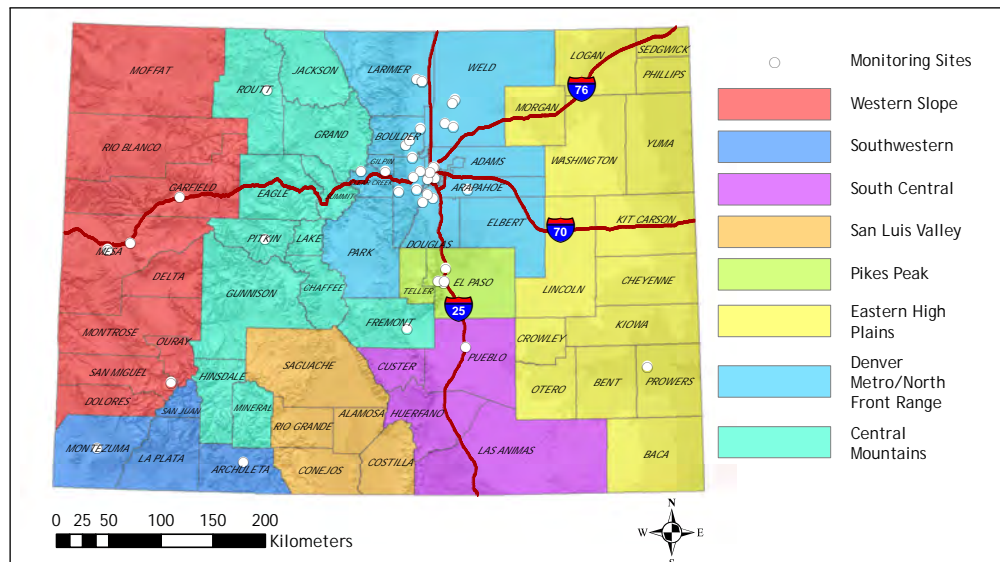 MOFFAT
ROUTT
JACKSON
LARIMER
WELD
LOGAN
SEDGWICK
PHILLIPS
76
MORGAN
RIO BLANCO
GRAND
BOULDER
WASHINGTON
YUMA
GILPIN
ADAMS
GARFIELD
EAGLE
SUMMIT
ARAPAHOE
ELBERT
70
KIT CARSON
MESA
PITKIN
LAKE
PARK
DOUGLAS
DELTA
GUNNISON
CHAFFEE
TELLER
EL PASO
LINCOLN
CHEYENNE
25
MONTROSE
OURAY
FREMONT
CROWLEY
KIOWA
SAN MIGUEL
HINSDALE
SAGUACHE
CUSTER
PUEBLO
OTERO
BENT
PROWERS
DOLORES
SAN JUAN
MINERAL
RIO GRANDE
ALAMOSA
HUERFANO
MONTEZUMA
LA PLATA
ARCHULETA
CONEJOS
COSTILLA
LAS ANIMAS
BACA
Monitoring Sites
Western Slope
Southwestern
South Central
San Luis Valley
Pikes Peak
Eastern High
Plains
Denver
Metro/North
Front Range
Central
Mountains
0 25 50 100 150 200
Kilometers
N
W E
S